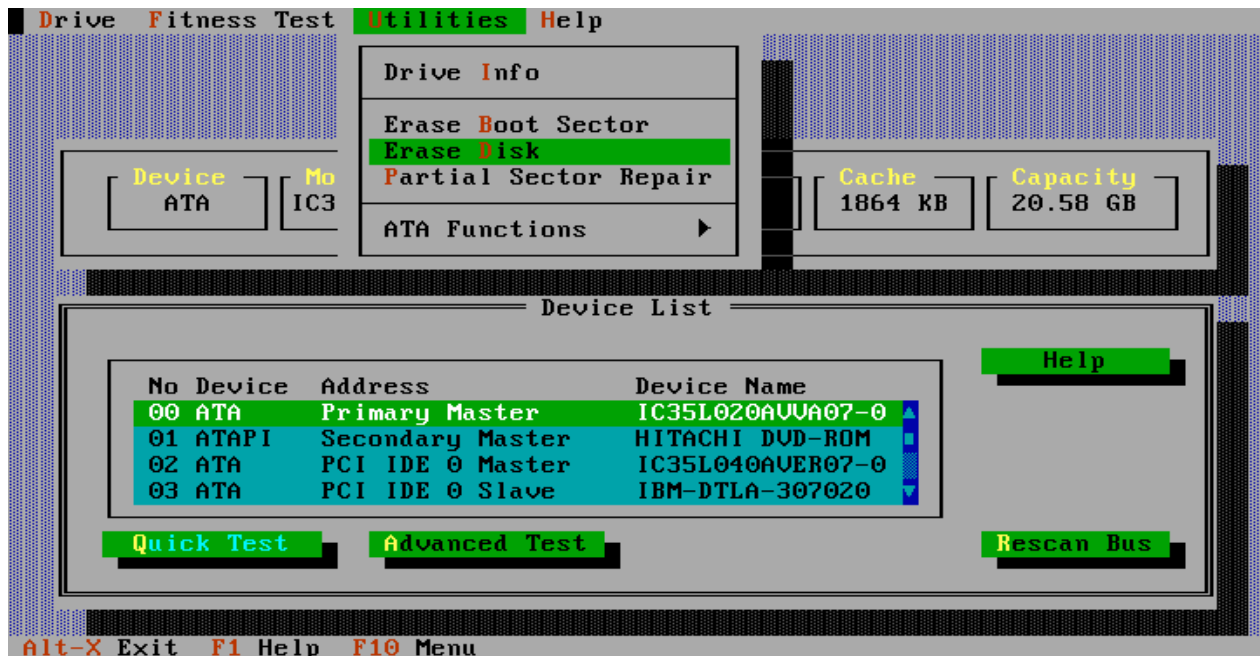 Drive Fitness Test Utilities Help
Drive Info
Erase Boot Sector
Erase Disk
Partial Sector Repair
ATA Functions
Device Mo Cache Capacity
ATA IC3 1864 KB 20.58 GB
Device List
Help
No Device Address Device Name
00 ATA Primary Master IC35L020AVVA07-0
01 ATAPI Secondary Master HITACHI DVD-ROM
02 ATA PCI IDE 0 Master IC35L040AVER07-0
03 ATA PCI IDE 0 Slave IBM-DTLA-307020
Quick Test Advanced Test Rescan Bus
Alt-X Exit F1 Help F10 Menu